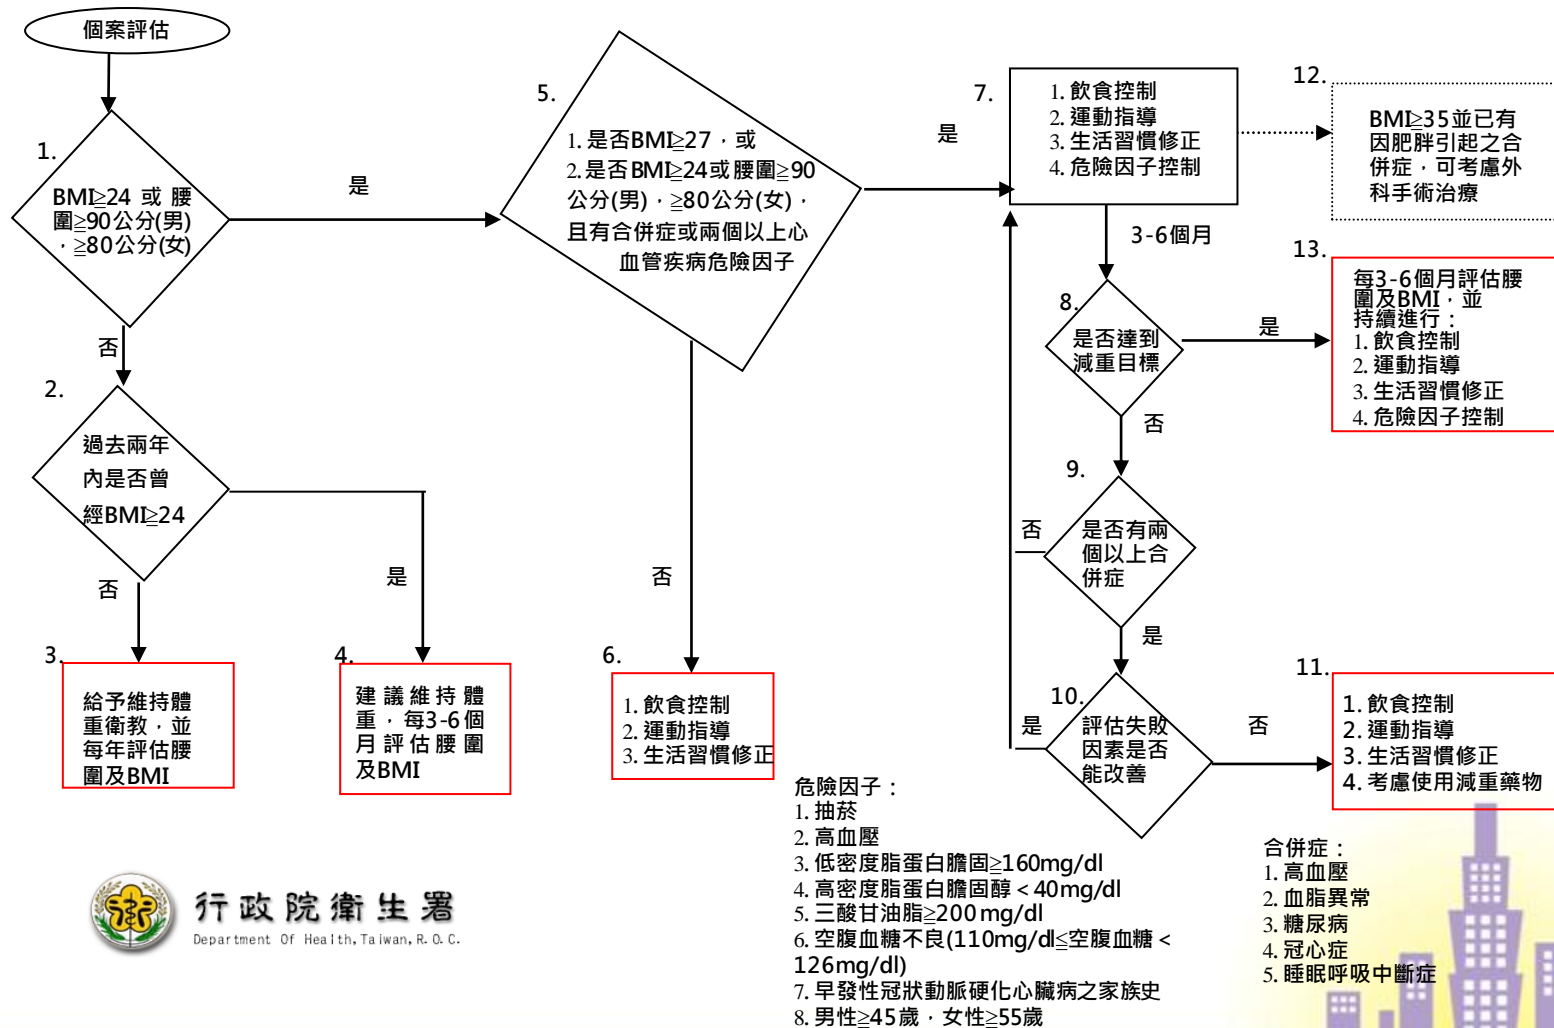 個案評估
1.
BMI≧24 或 腰
圍≧90公分(男)
，≧80公分(女)
是
否
2.
過去兩年
內是否曾
經BMI≧24
否
是
3.
給予維持體
重衛教，並
每年評估腰
圍及BMI
4.
建議維持體
重，每3-6個
月評估腰圍
及BMI
5.
1. 是否BMI≧27，或
2. 是否BMI≧24或腰圍≧90
公分(男)，≧80公分(女)，
且有合併症或兩個以上心
血管疾病危險因子
是
否
6.
1. 飲食控制
2. 運動指導
3. 生活習慣修正
7.
1. 飲食控制
2. 運動指導
3. 生活習慣修正
4. 危險因子控制
3-6個月
8.
是否達到
減重目標
是
否
9.
是否有兩
個以上合
併症
否
是
10.
評估失敗
因素是否
能改善
是
否
11.
1. 飲食控制
2. 運動指導
3. 生活習慣修正
4. 考慮使用減重藥物
12.
BMI≧35並已有
因肥胖引起之合
併症，可考慮外
科手術治療
13.
每3-6個月評估腰
圍及BMI，並
持續進行：
1. 飲食控制
2. 運動指導
3. 生活習慣修正
4. 危險因子控制
危險因子：
1. 抽菸
2. 高血壓
3. 低密度脂蛋白膽固≧160mg/dl
4. 高密度脂蛋白膽固醇＜40mg/dl
5. 三酸甘油脂≧200mg/dl
6. 空腹血糖不良(110mg/dl≦空腹血糖＜
126mg/dl)
7. 早發性冠狀動脈硬化心臟病之家族史
8. 男性≧45歲，女性≧55歲
合併症：
1. 高血壓
2. 血脂異常
3. 糖尿病
4. 冠心症
5. 睡眠呼吸中斷症
行政院衛生署
Department Of Health,Taiwan,R.O.C.